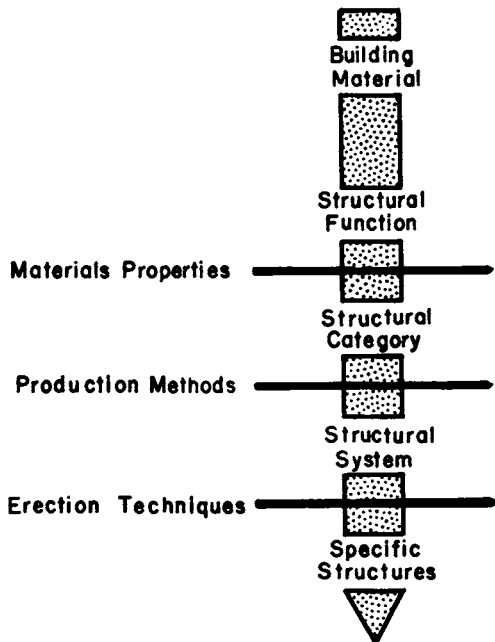 Building
Material
Structural
Function
Materials Properties
Structural
Category
Production Methods
Structural
System
Erection Techniques
Specific
Structures